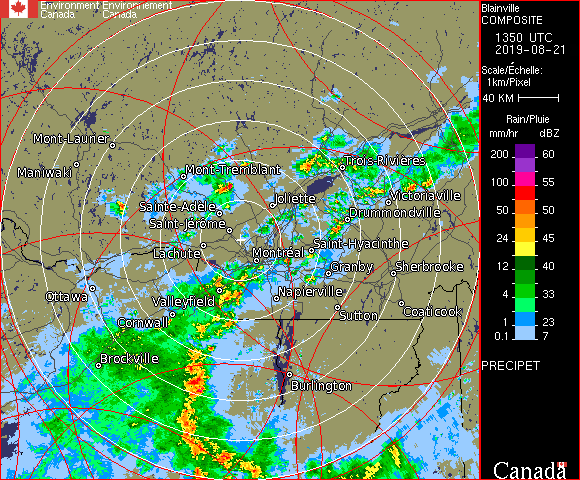 Environment Environnement
Canada Canada
Blainville
COMPOSITE
1350 UTC
2019-08-21
Scale/Échelle:
1km/Pixel
40 KM
Rain/Pluie
mm/hr dBZ
200 60
100 55
50 50
24 45
12 40
4 33
1 23
0.1 7
PRECIPET
Canada
Mont-Laurier
Maniwaki
Mont-Tremblant
Trois-Rivières
Joliette
Victoriaville
Sainte-Adèle
Drummondville
Saint-Jérôme
Lachute
Montréal
Saint-Hyacinthe
Granby
Sherbrooke
Ottawa
Valleyfield
Napierville
Cornwall
Sutton
Coaticook
Brockville
Burlington